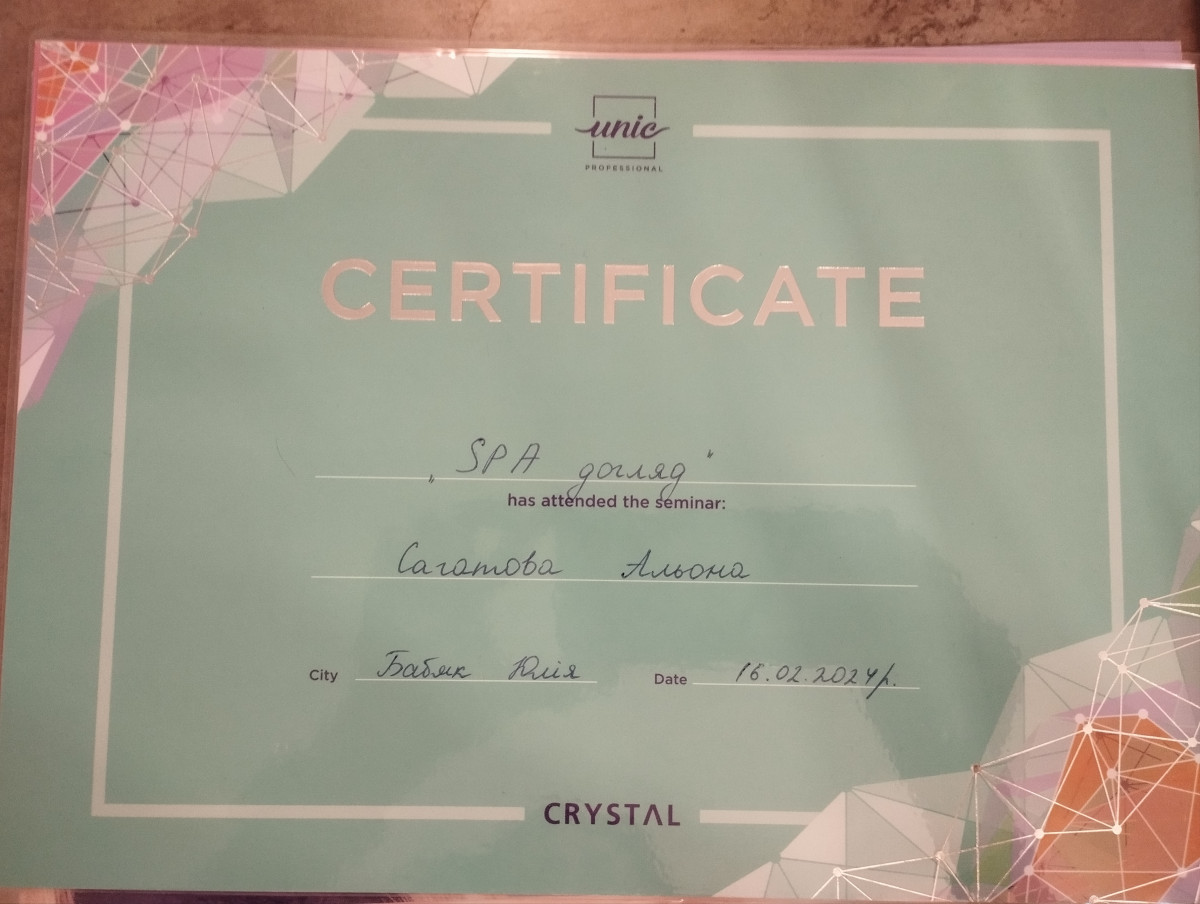 unic
PROFESSIONAL
CERTIFICATE
„SPA догляд"
has attended the seminar:
Сагатова Альона
City Бабяк Юлія Date 16.02.2024р.
CRYSTAL